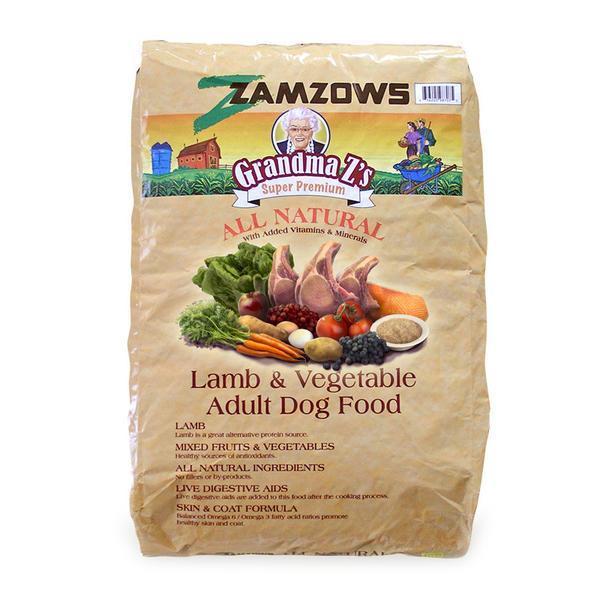 ZZAMZOWS
Grandma Z's
Super Premium
ALL NATURAL
With Added Vitamins & Minerals
Lamb & Vegetable
Adult Dog Food
LAMB
Lamb is a great alternative protein source.
MIXED FRUITS & VEGETABLES
Healthy sources of antioxidants.
ALL NATURAL INGREDIENTS
No fillers or by-products.
LIVE DIGESTIVE AIDS
Live digestive aids are added to this food after the cooking process.
SKIN & COAT FORMULA
Balanced Omega 6 / Omega 3 fatty acid ratios promote
healthy skin and coat.
ZAMZOWS ALL NATURAL